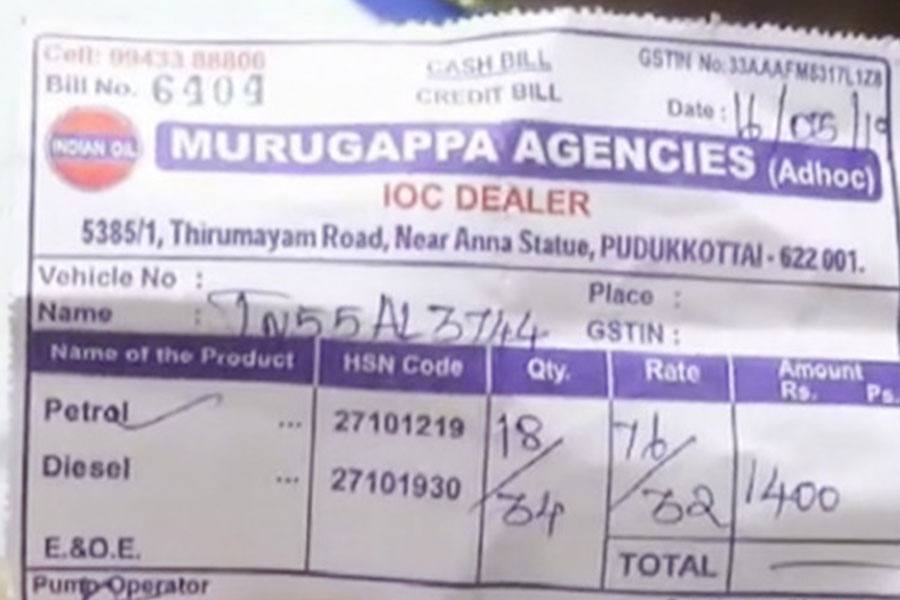 Cell: 99433 88806
CASH BILL
GSTIN No: 33AAAFM5317L1Z8
Bill No. 6404
CREDIT BILL
Date : 16/05/19
INDIAN OIL
MURUGAPPA AGENCIES (Adhoc)
IOC DEALER
5385/1, Thirumayam Road, Near Anna Statue, PUDUKKOTTAI - 622 001.
Vehicle No :
Place :
Name : TN55AL3744
GSTIN :
Name of the Product HSN Code Qty. Rate Amount Rs. Ps.
Petrol ... 27101219 18/34 76/32 1400
Diesel ... 27101930
E.&O.E. TOTAL
Pump Operator